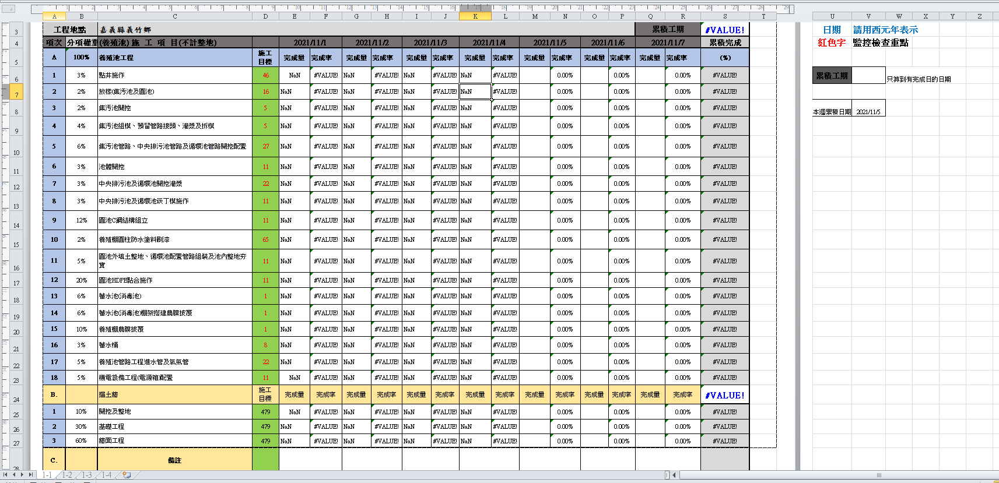 A B C D E F G H I J K L M N O P Q R S T U V W X Y Z
3 工程地點 嘉義縣義竹鄉 累積工期 #VALUE! 日期 請用西元年表示
4 項次 分項權重 (養殖池) 施 工 項 目(不計整地) 2021/11/1 2021/11/2 2021/11/3 2021/11/4 2021/11/5 2021/11/6 2021/11/7 累積完成 紅色字 監控檢查重點
5 A 100% 養殖池工程 施工目標 完成量 完成率 完成量 完成率 完成量 完成率 完成量 完成率 完成量 完成率 完成量 完成率 完成量 完成率 (%)
6 1 3% 點井施作 46 NaN #VALUE! NaN #VALUE! NaN #VALUE! NaN #VALUE! 0.00% 0.00% 0.00% #VALUE! 累積工期 只算到有完成日的日期
7 2 2% 放樣(集污池及圓池) 16 NaN #VALUE! NaN #VALUE! NaN #VALUE! NaN #VALUE! 0.00% 0.00% 0.00% #VALUE!
8 3 2% 集污池開挖 5 NaN #VALUE! NaN #VALUE! NaN #VALUE! NaN #VALUE! 0.00% 0.00% 0.00% #VALUE! 本週累積日期 2021/11/5
9 4 4% 集污池組模、預留管路接頭、灌漿及拆模 5 NaN #VALUE! NaN #VALUE! NaN #VALUE! NaN #VALUE! 0.00% 0.00% 0.00% #VALUE!
10 5 6% 集污池管路、中央排污池管路及循環池管路開挖配置 27 NaN #VALUE! NaN #VALUE! NaN #VALUE! NaN #VALUE! 0.00% 0.00% 0.00% #VALUE!
11 6 3% 池體開挖 11 NaN #VALUE! NaN #VALUE! NaN #VALUE! NaN #VALUE! 0.00% 0.00% 0.00% #VALUE!
12 7 3% 中央排污池及循環池開挖灌漿 22 NaN #VALUE! NaN #VALUE! NaN #VALUE! NaN #VALUE! 0.00% 0.00% 0.00% #VALUE!
13 8 3% 中央排污池及循環池崁丁模施作 11 NaN #VALUE! NaN #VALUE! NaN #VALUE! NaN #VALUE! 0.00% 0.00% 0.00% #VALUE!
14 9 12% 圓池C鋼結構組立 11 NaN #VALUE! NaN #VALUE! NaN #VALUE! NaN #VALUE! 0.00% 0.00% 0.00% #VALUE!
15 10 2% 養殖棚圓柱防水塗料刷漆 65 NaN #VALUE! NaN #VALUE! NaN #VALUE! NaN #VALUE! 0.00% 0.00% 0.00% #VALUE!
16 11 5% 圓池外填土整地、循環池配置管路組裝及池內整地夯實 11 NaN #VALUE! NaN #VALUE! NaN #VALUE! NaN #VALUE! 0.00% 0.00% 0.00% #VALUE!
17 12 20% 圓池HDPE黏合施作 11 NaN #VALUE! NaN #VALUE! NaN #VALUE! NaN #VALUE! 0.00% 0.00% 0.00% #VALUE!
18 13 6% 蓄水池(消毒池) 1 NaN #VALUE! NaN #VALUE! NaN #VALUE! NaN #VALUE! 0.00% 0.00% 0.00% #VALUE!
19 14 6% 蓄水池(消毒池)棚架搭建農膜披覆 1 NaN #VALUE! NaN #VALUE! NaN #VALUE! NaN #VALUE! 0.00% 0.00% 0.00% #VALUE!
20 15 10% 養殖棚農膜披覆 1 NaN #VALUE! NaN #VALUE! NaN #VALUE! NaN #VALUE! 0.00% 0.00% 0.00% #VALUE!
21 16 3% 蓄水桶 8 NaN #VALUE! NaN #VALUE! NaN #VALUE! NaN #VALUE! 0.00% 0.00% 0.00% #VALUE!
22 17 5% 養殖池管路工程進水管及氧氣管 22 NaN #VALUE! NaN #VALUE! NaN #VALUE! NaN #VALUE! 0.00% 0.00% 0.00% #VALUE!
23 18 5% 機電設備工程(電源箱)配置 11 NaN #VALUE! NaN #VALUE! NaN #VALUE! NaN #VALUE! 0.00% 0.00% 0.00% #VALUE!
24 B. 擋土牆 施工目標 完成量 完成率 完成量 完成率 完成量 完成率 完成量 完成率 完成量 完成率 完成量 完成率 完成量 完成率 #VALUE!
25 1 10% 開挖及整地 479 NaN #VALUE! NaN #VALUE! NaN #VALUE! NaN #VALUE! 0.00% 0.00% 0.00% #VALUE!
26 2 30% 基礎工程 479 NaN #VALUE! NaN #VALUE! NaN #VALUE! NaN #VALUE! 0.00% 0.00% 0.00% #VALUE!
27 3 60% 牆面工程 479 NaN #VALUE! NaN #VALUE! NaN #VALUE! NaN #VALUE! 0.00% 0.00% 0.00% #VALUE!
28 C. 備註
1-1 1-2 1-3 1-4